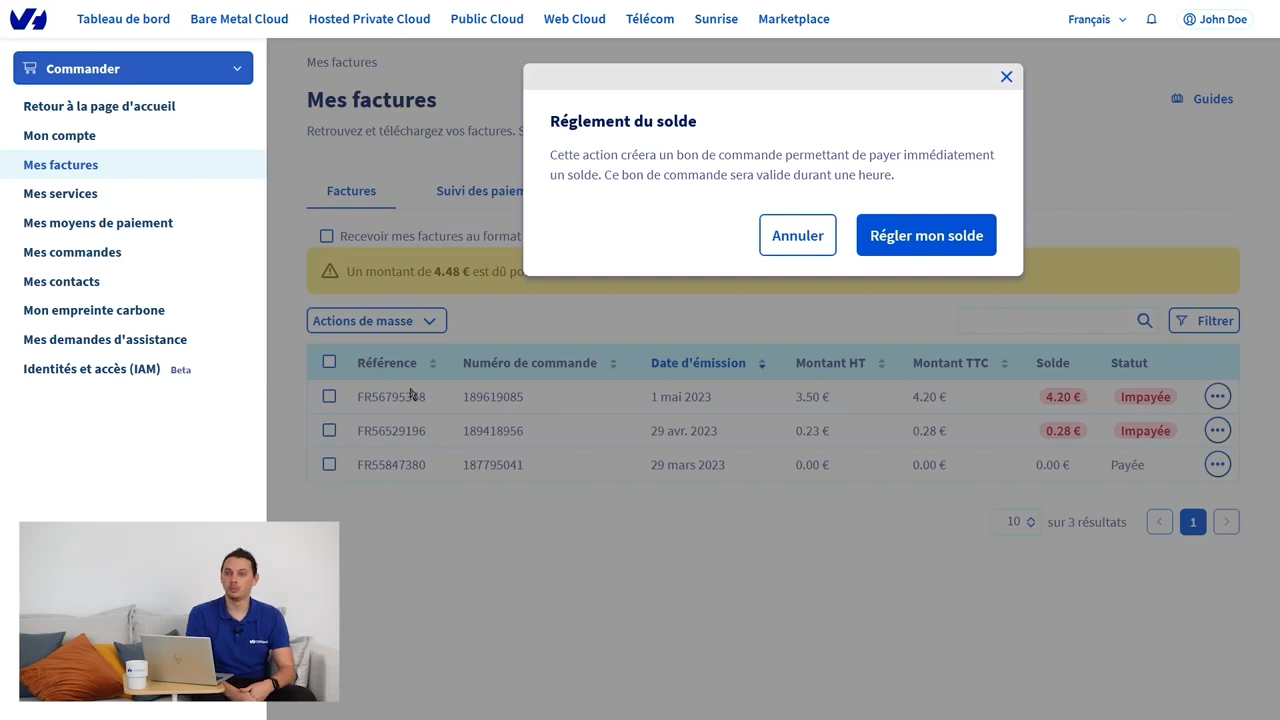 Tableau de bord
Bare Metal Cloud
Hosted Private Cloud
Public Cloud
Web Cloud
Télécom
Sunrise
Marketplace
Français
John Doe
Commander
Retour à la page d'accueil
Mon compte
Mes factures
Mes services
Mes moyens de paiement
Mes commandes
Mes contacts
Mon empreinte carbone
Mes demandes d'assistance
Identités et accès (IAM) Beta
Mes factures
Mes factures
Guides
Retrouvez et téléchargez vos factures.
Factures
Suivi des
Recevoir mes factures au format
Un montant de 4.48 € est dû
Réglement du solde
Cette action créera un bon de commande permettant de payer immédiatement
un solde. Ce bon de commande sera valide durant une heure.
Annuler
Régler mon solde
Actions de masse
Filtrer
Référence Numéro de commande Date d'émission Montant HT Montant TTC Solde Statut
189619085 1 mai 2023 3.50 € 4.20 € 4.20 € Impayée
FR56529196 189418956 29 avr. 2023 0.23 € 0.28 € 0.28 € Impayée
FR55847380 187795041 29 mars 2023 0.00 € 0.00 € 0.00 € Payée
10 sur 3 résultats 1